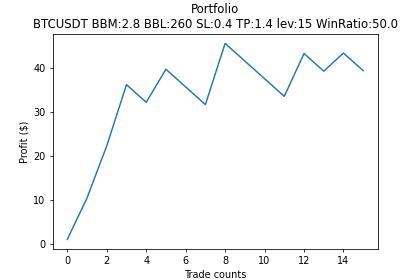 Portfolio
BTCUSDT BBM:2.8 BBL:260 SL:0.4 TP:1.4 lev:15 WinRatio:50.0
40
30
20
10
0
Profit ($)
0 2 4 6 8 10 12 14
Trade counts